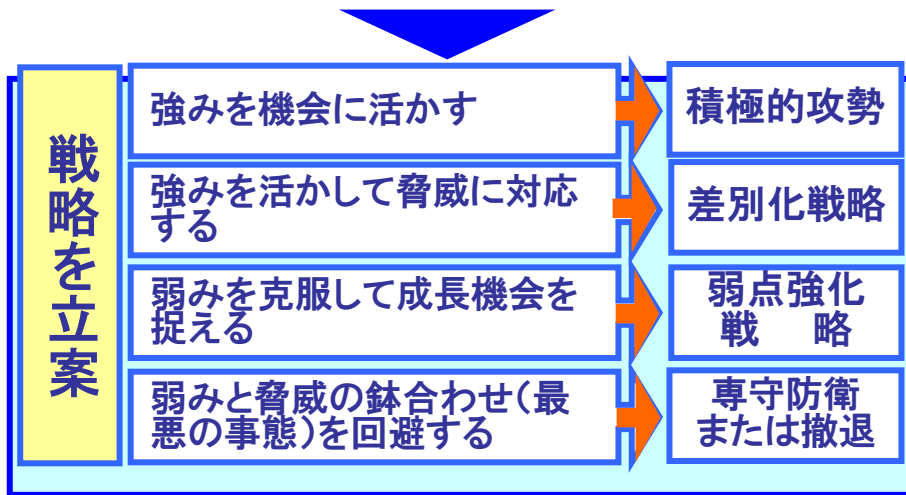 戦略を立案
強みを機会に活かす
積極的攻勢
強みを活かして脅威に対応
する
差別化戦略
弱みを克服して成長機会を
捉える
弱点強化
戦　略
弱みと脅威の鉢合わせ（最
悪の事態）を回避する
専守防衛
または撤退